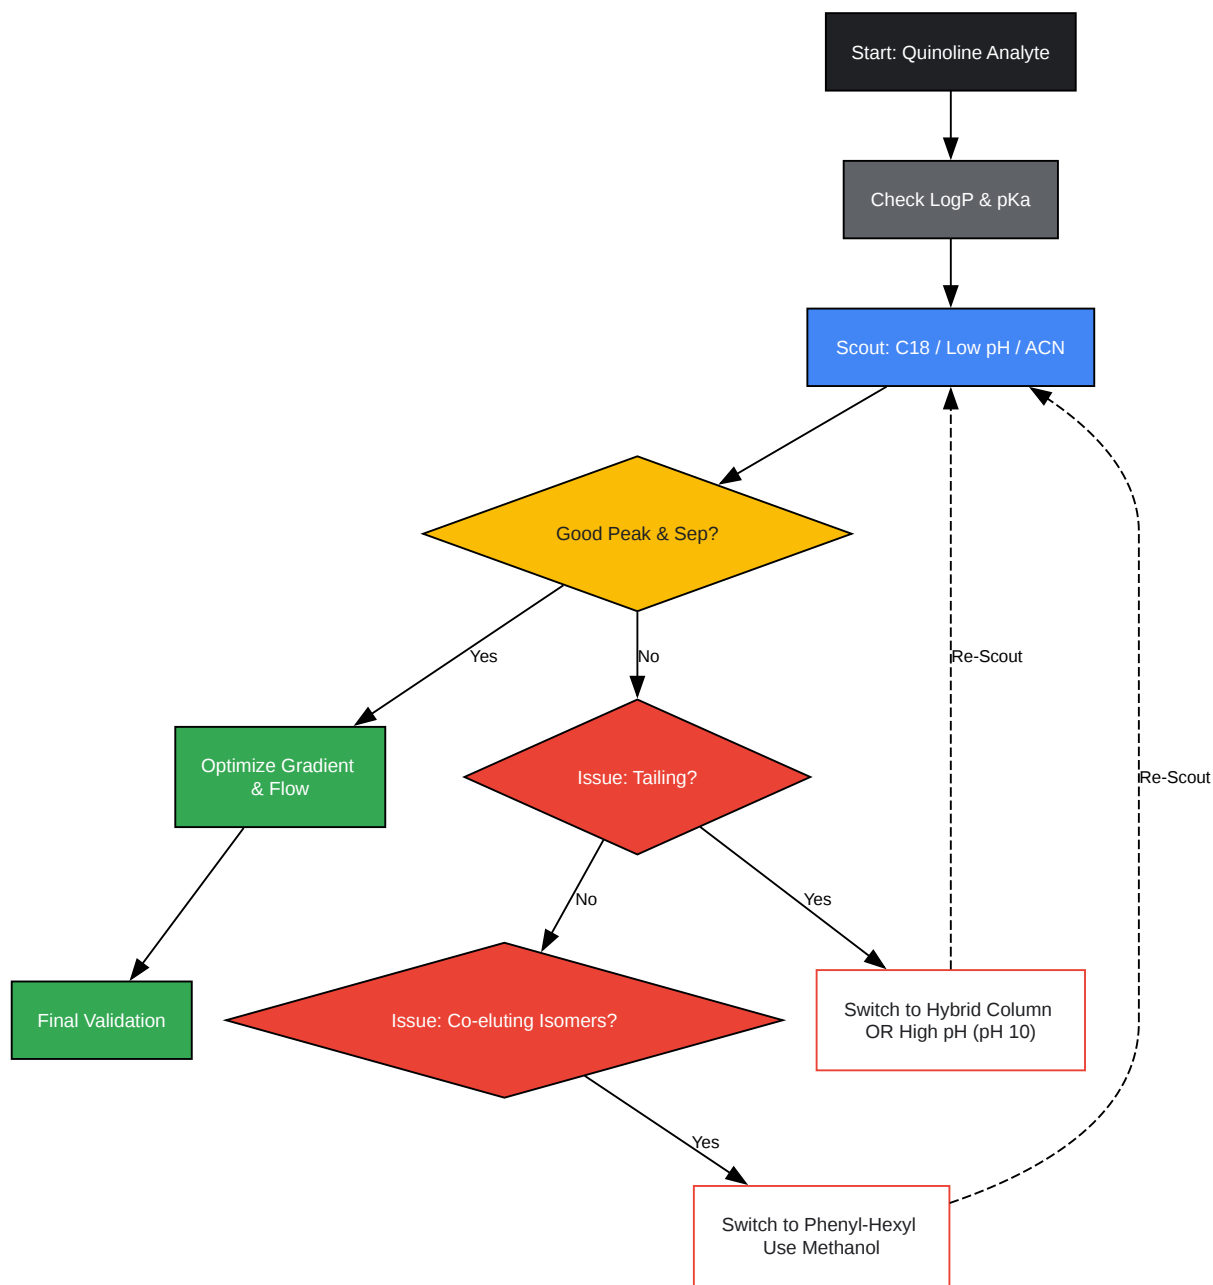 Start: Quinoline Analyte
Check LogP & pKa
Scout: C18 / Low pH / ACN
Good Peak & Sep?
Yes
No
Re-Scout
Optimize Gradient
& Flow
Issue: Tailing?
Re-Scout
No
Yes
Final Validation
Issue: Co-eluting Isomers?
Switch to Hybrid Column
OR High pH (pH 10)
Yes
Switch to Phenyl-Hexyl
Use Methanol